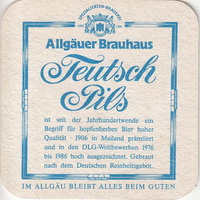 SPEZIALITÄTEN-BRAUEREI
Allgäuer Brauhaus
Teutsch
Pils
ist seit der Jahrhundertwende ein
Begriff für hopfenherbes Bier hoher
Qualität - 1906 in Mailand prämiiert
und in den DLG-Wettbewerben 1976
bis 1986 hoch ausgezeichnet. Gebraut
nach dem Deutschen Reinheitsgebot.
IM ALLGÄU BLEIBT ALLES BEIM GUTEN